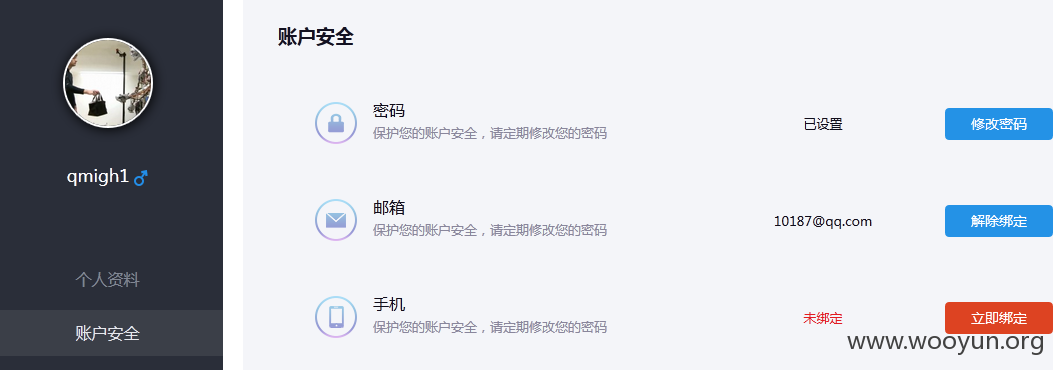 账户安全
qmigh1
个人资料
账户安全
密码
保护您的账户安全，请定期修改您的密码
已设置
修改密码
邮箱
保护您的账户安全，请定期修改您的密码
10187@qq.com
解除绑定
手机
保护您的账户安全，请定期修改您的密码
未绑定
立即绑定
www.wooyun.org